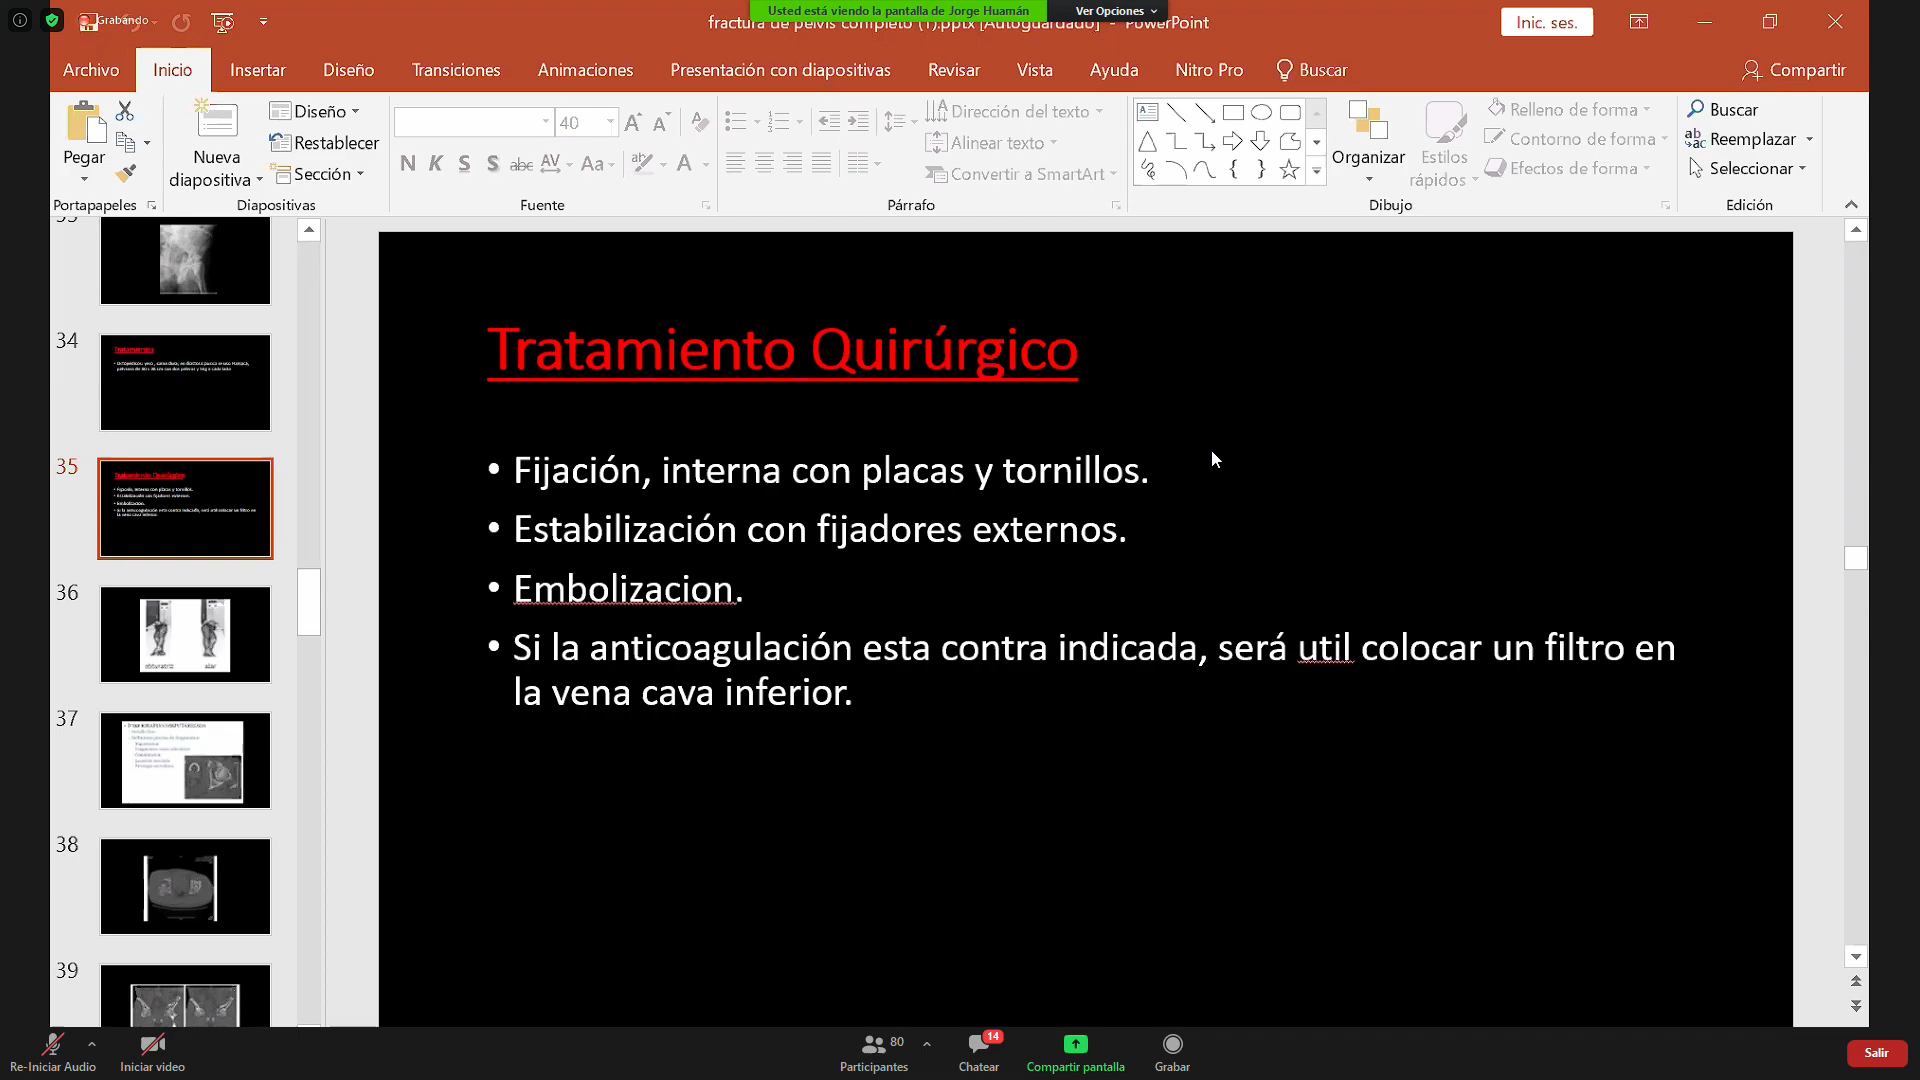 Grabando
Usted está viendo la pantalla de Jorge Huamán
Ver Opciones
fractura de pelvis completo (1).pptx [Autoguardado] - PowerPoint
Inic. ses.
Archivo Inicio Insertar Diseño Transiciones Animaciones Presentación con diapositivas Revisar Vista Ayuda Nitro Pro Buscar Compartir
Pegar
Portapapeles
Nueva diapositiva
Diseño
Restablecer
Sección
Diapositivas
40
N K S S abc AV Aa A
Fuente
Dirección del texto
Alinear texto
Convertir a SmartArt
Párrafo
Organizar
Estilos rápidos
Relleno de forma
Contorno de forma
Efectos de forma
Dibujo
Buscar
Reemplazar
Seleccionar
Edición
33
34
35
36
37
38
39
Tratamiento Quirúrgico
• Fijación, interna con placas y tornillos.
• Estabilización con fijadores externos.
• Embolizacion.
• Si la anticoagulación esta contra indicada, será util colocar un filtro en
la vena cava inferior.
Re-Iniciar Audio
Iniciar video
80
Participantes
14
Chatear
Compartir pantalla
Grabar
Salir